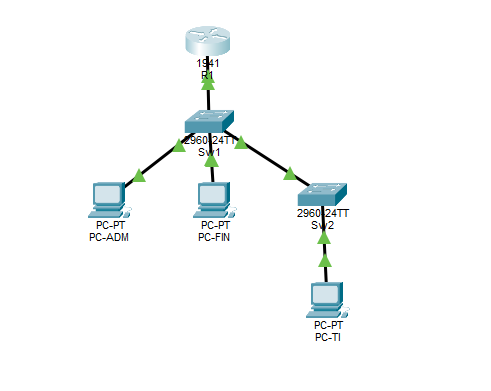 1941
R1
2960-24TT
Sw1
PC-PT
PC-ADM
PC-PT
PC-FIN
2960-24TT
Sw2
PC-PT
PC-TI